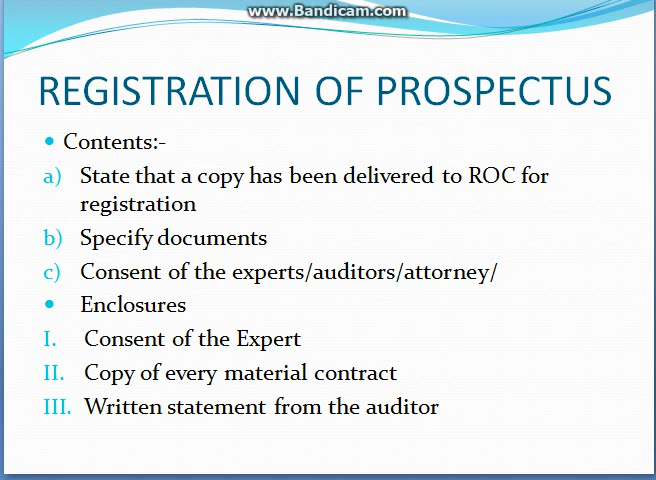 www.Bandicam.com
REGISTRATION OF PROSPECTUS
• Contents:-
a) State that a copy has been delivered to ROC for
registration
b) Specify documents
c) Consent of the experts/auditors/attorney/
• Enclosures
I. Consent of the Expert
II. Copy of every material contract
III. Written statement from the auditor